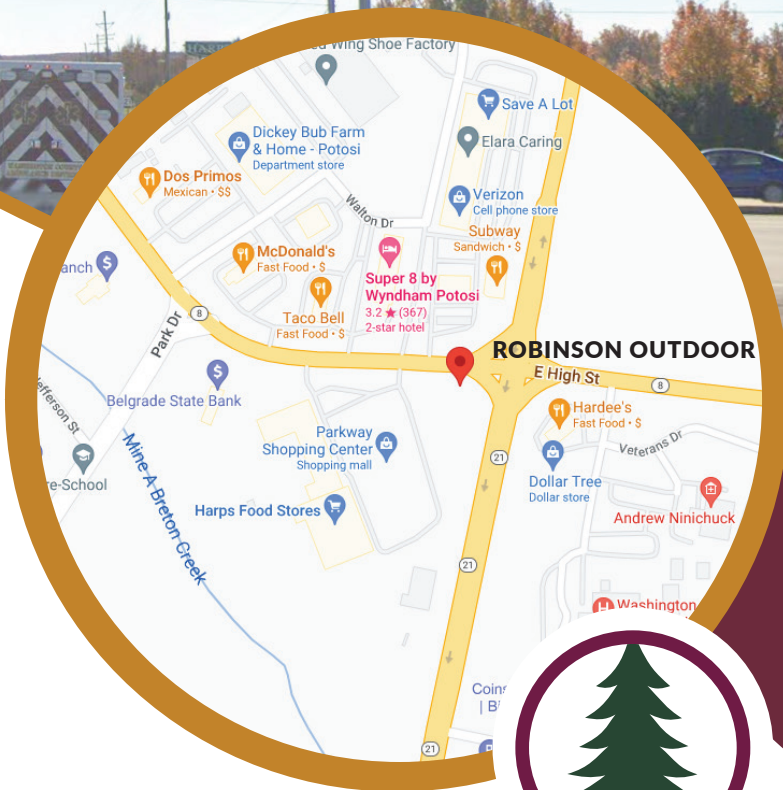 Wing Shoe Factory
Save A Lot
Dickey Bub Farm
& Home - Potosi
Department store
Elara Caring
Dos Primos
Mexican • $$
Verizon
Cell phone store
Walton Dr
Subway
Sandwich • $
McDonald's
Fast Food • $
Super 8 by
Wyndham Potosi
3.2 ★ (367)
2-star hotel
anch
Taco Bell
Fast Food • $
8
Park Dr
ROBINSON OUTDOOR
E High St
8
Belgrade State Bank
Hardee's
Fast Food • $
Jefferson St
Parkway
Shopping Center
Shopping mall
21
Veterans Dr
Dollar Tree
Dollar store
re-School
Mine A Breton Creek
Harps Food Stores
Andrew Ninichuck
21
Washington
Coins
21